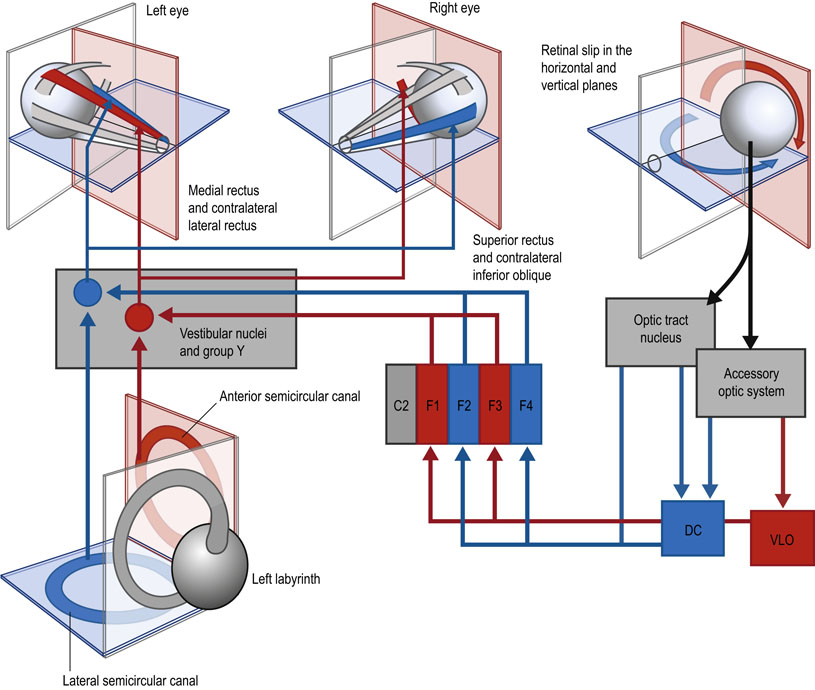 Left eye
Right eye
Retinal slip in the
horizontal and
vertical planes
Medial rectus
and contralateral
lateral rectus
Superior rectus
and contralateral
inferior oblique
Vestibular nuclei
and group Y
Optic tract
nucleus
Accessory
optic system
Anterior semicircular canal
C2 F1 F2 F3 F4
DC
VLO
Left labyrinth
Lateral semicircular canal